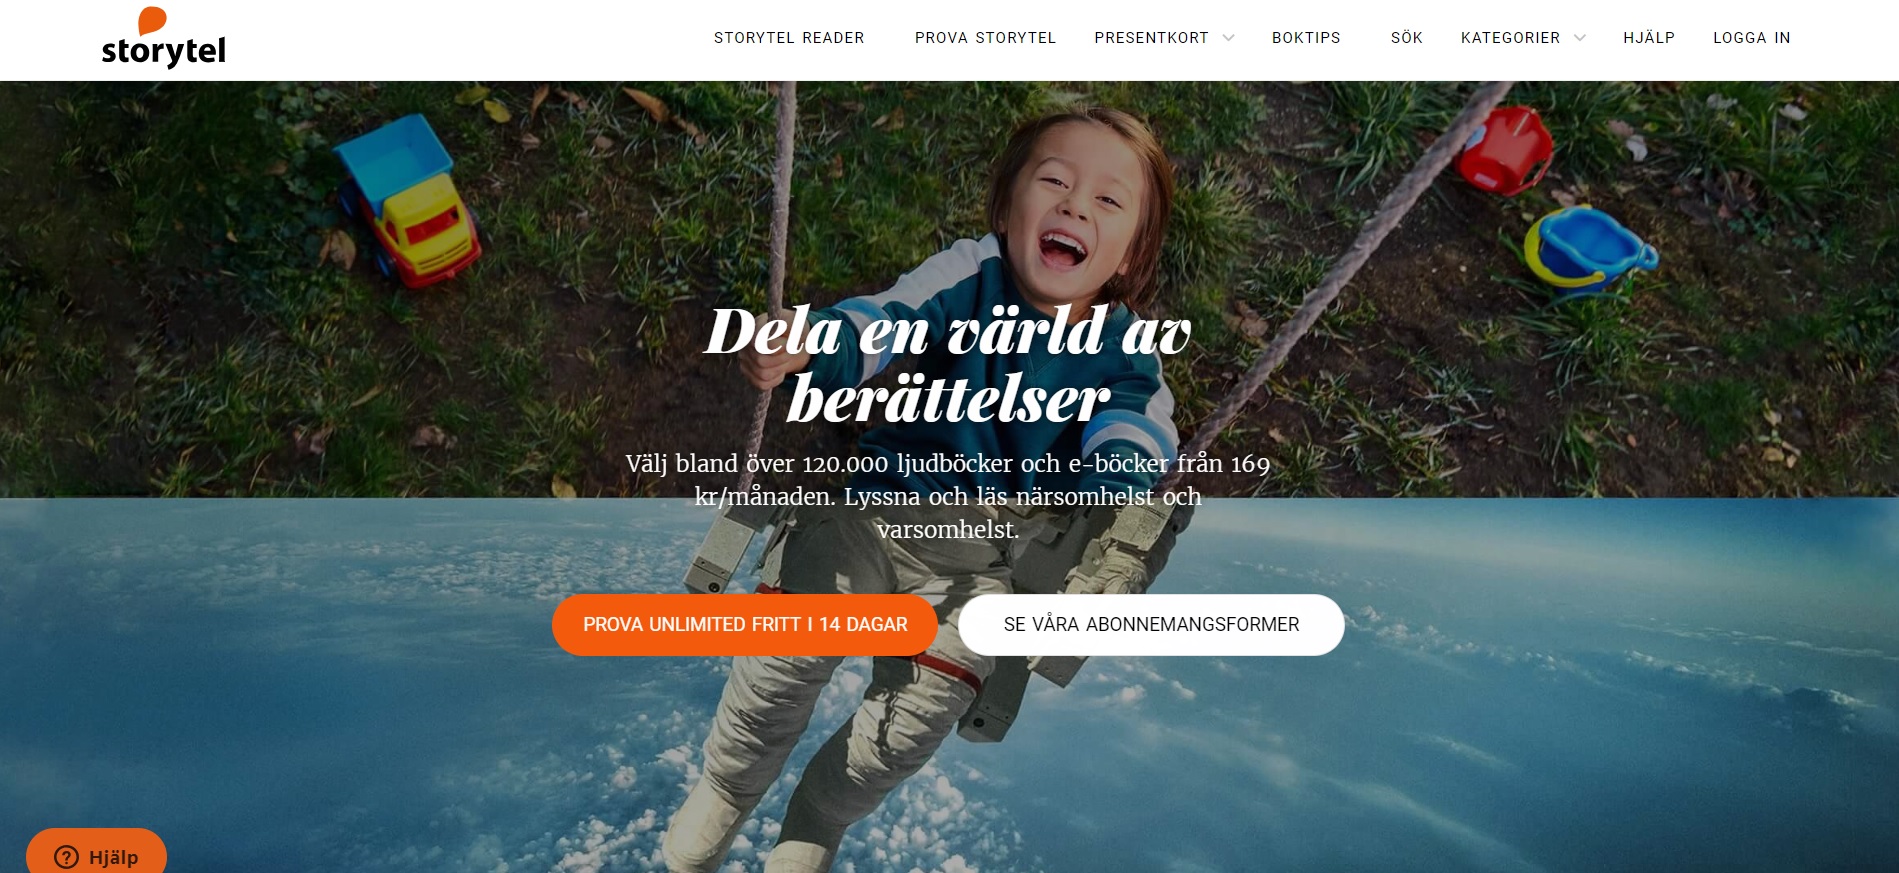 storytel
STORYTEL READER PROVA STORYTEL PRESENTKORT BOKTIPS SÖK KATEGORIER HJÄLP LOGGA IN
Dela en värld av
berättelser
Välj bland över 120.000 ljudböcker och e-böcker från 169
kr/månaden. Lyssna och läs närsomhelst och
varsomhelst.
PROVA UNLIMITED FRITT I 14 DAGAR
SE VÅRA ABONNEMANGSFORMER
Hjälp